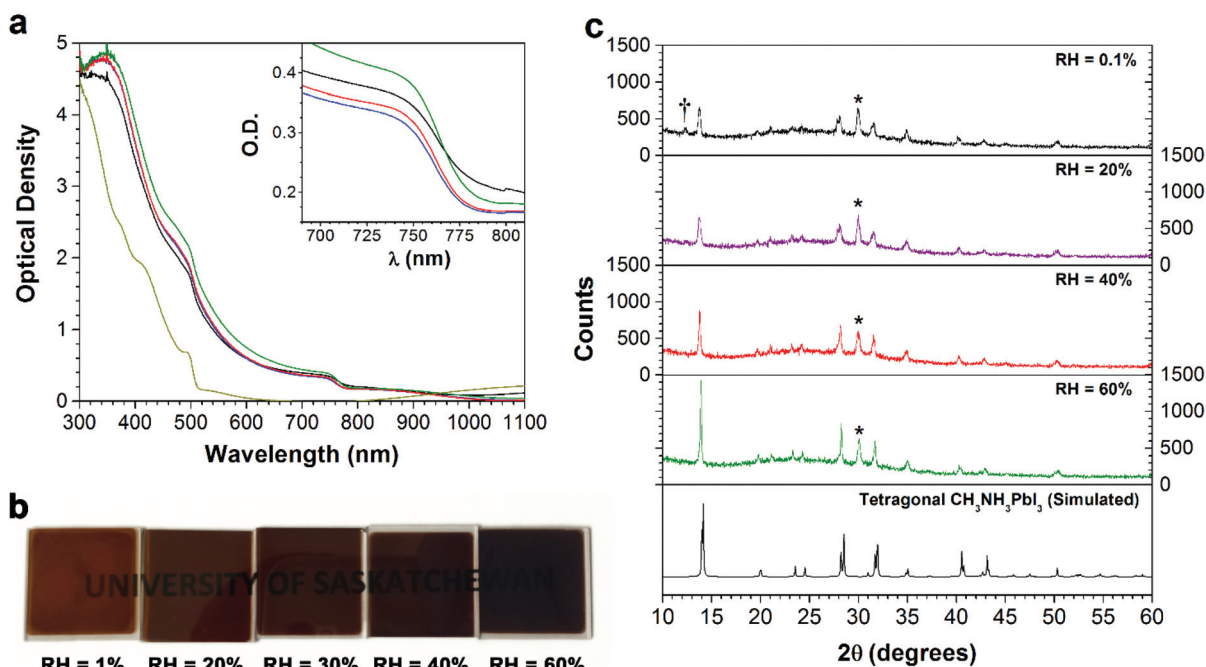 a
5
4
3
2
1
0
Optical Density
300 400 500 600 700 800 900 1000 1100
Wavelength (nm)
0.4
0.3
0.2
O.D.
700 725 750 775 800
λ (nm)
b
UNIVERSITY OF SASKATCHEWAN
RH = 1% RH = 20% RH = 30% RH = 40% RH = 60%
c
1500
1000
500
0
RH = 0.1%
†
*
1500
1000
500
0
RH = 20%
*
1500
1000
500
0
RH = 40%
*
1500
1000
500
0
RH = 60%
*
Tetragonal CH₃NH₃PbI₃ (Simulated)
Counts
10 15 20 25 30 35 40 45 50 55 60
2θ (degrees)